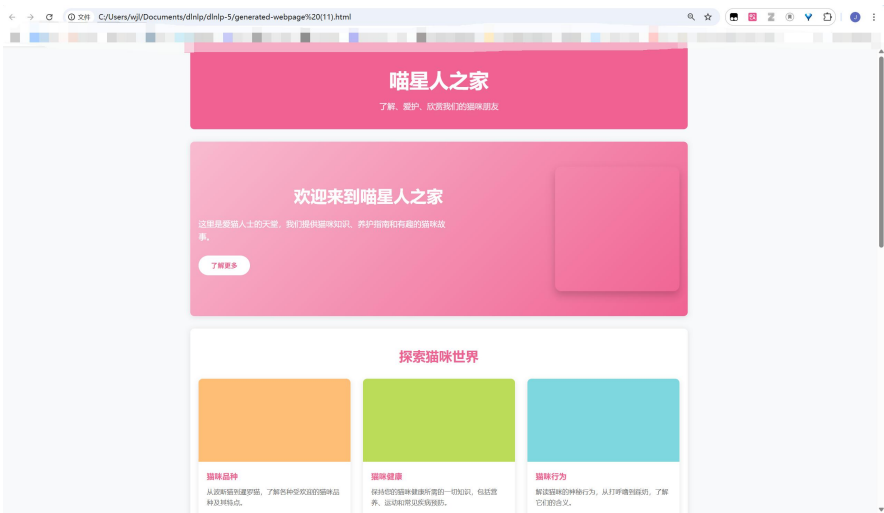 文件 C:/Users/wjl/Documents/dlnlp/dlnlp-5/generated-webpage%20(11).html
喵星人之家
了解、爱护、欣赏我们的猫咪朋友
欢迎来到喵星人之家
这里是爱猫人士的天堂，我们提供猫咪知识、养护指南和有趣的猫咪故
事。
了解更多
探索猫咪世界
猫咪品种
猫咪健康
猫咪行为
从波斯猫到暹罗猫，了解各种受欢迎的猫咪品
种及其特点。
保持您的猫咪健康所需的一切知识，包括营
养、运动和常见疾病预防。
解读猫咪的神秘行为，从打呼噜到踩奶，了解
它们的含义。